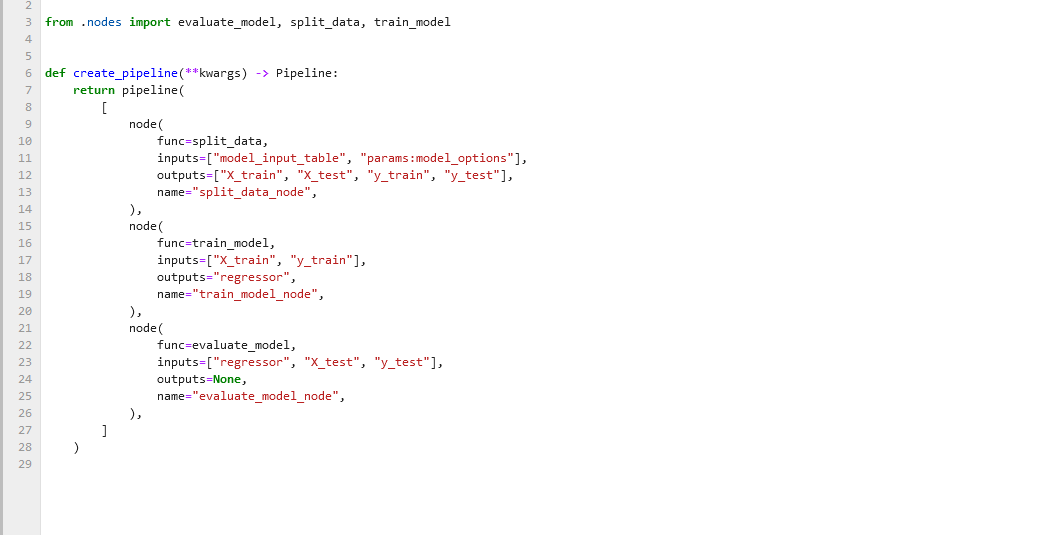 2
3 from .nodes import evaluate_model, split_data, train_model
4
5
6 def create_pipeline(**kwargs) -> Pipeline:
7     return pipeline(
8         [
9             node(
10                 func=split_data,
11                 inputs=["model_input_table", "params:model_options"],
12                 outputs=["X_train", "X_test", "y_train", "y_test"],
13                 name="split_data_node",
14             ),
15             node(
16                 func=train_model,
17                 inputs=["X_train", "y_train"],
18                 outputs="regressor",
19                 name="train_model_node",
20             ),
21             node(
22                 func=evaluate_model,
23                 inputs=["regressor", "X_test", "y_test"],
24                 outputs=None,
25                 name="evaluate_model_node",
26             ),
27         ]
28     )
29